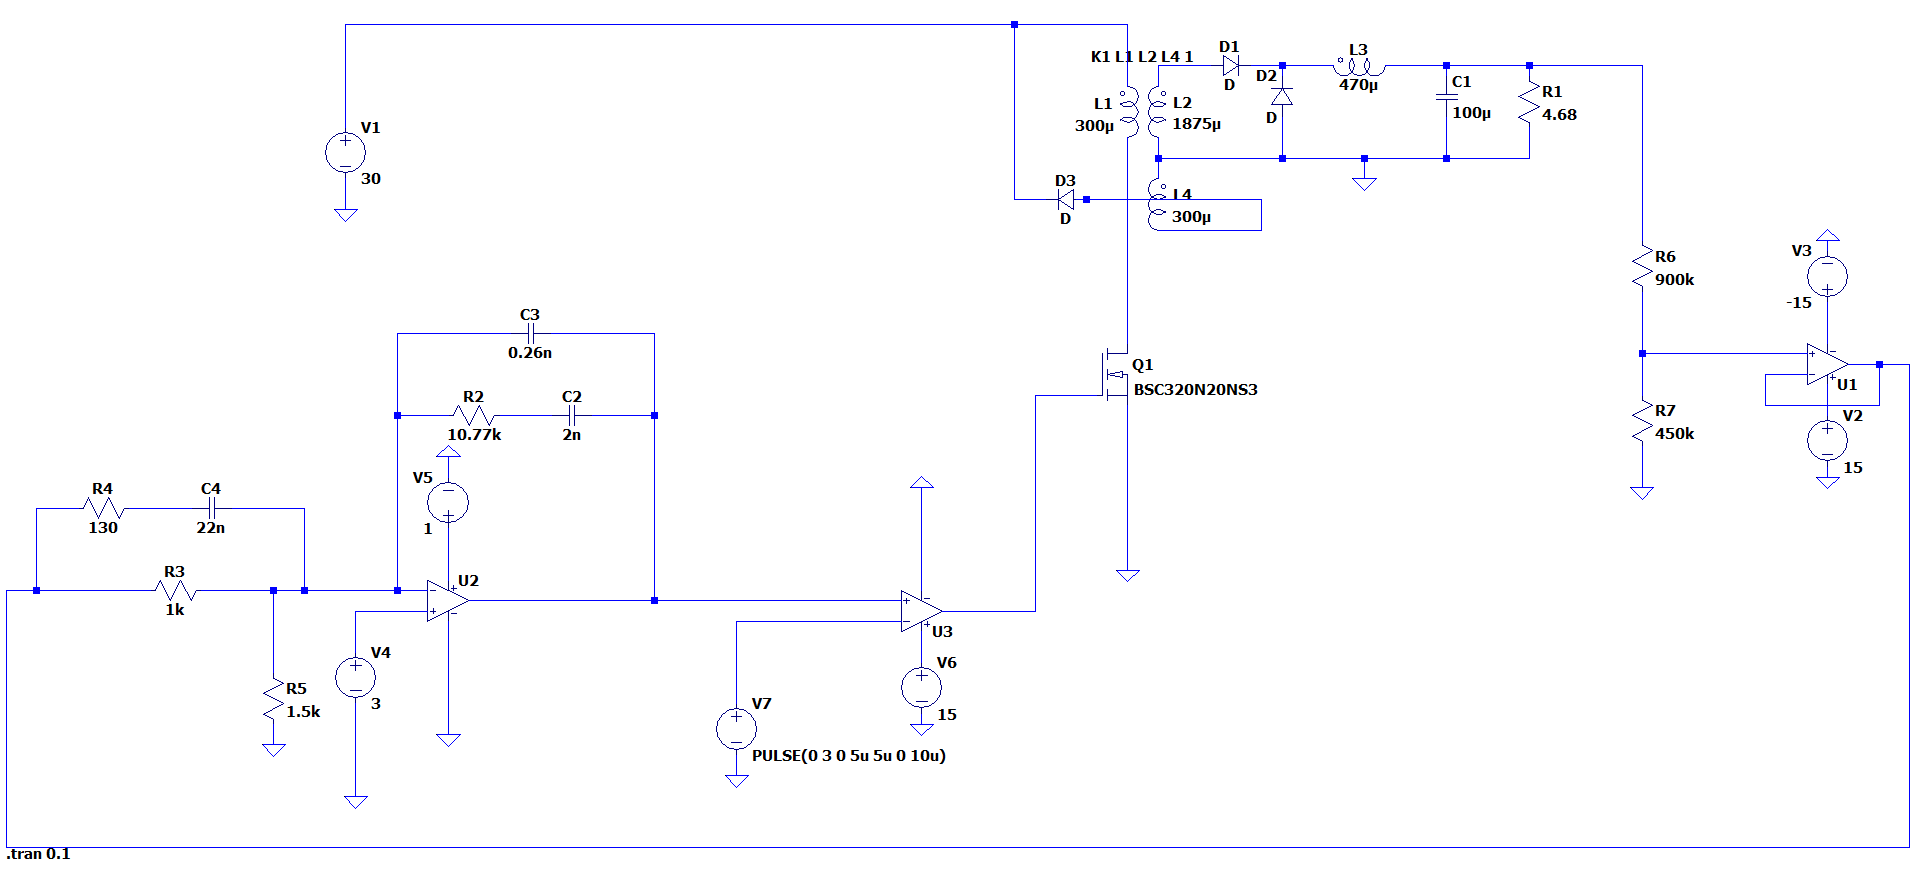 K1 L1 L2 L4 1
D1
D
D2
D
L3
470µ
C1
100µ
R1
4.68
L1
300µ
L2
1875µ
V1
+
−
30
D3
D
L4
300µ
R6
900k
V3
−
+
-15
C3
0.26n
Q1
BSC320N20NS3
+
−
−
+
U1
R2
10.77k
C2
2n
R7
450k
V2
+
−
15
V5
−
+
1
R4
130
C4
22n
R3
1k
−
+
+
−
U2
+
−
−
+
U3
R5
1.5k
V4
+
−
3
V6
+
−
15
V7
+
−
PULSE(0 3 0 5u 5u 0 10u)
.tran 0.1